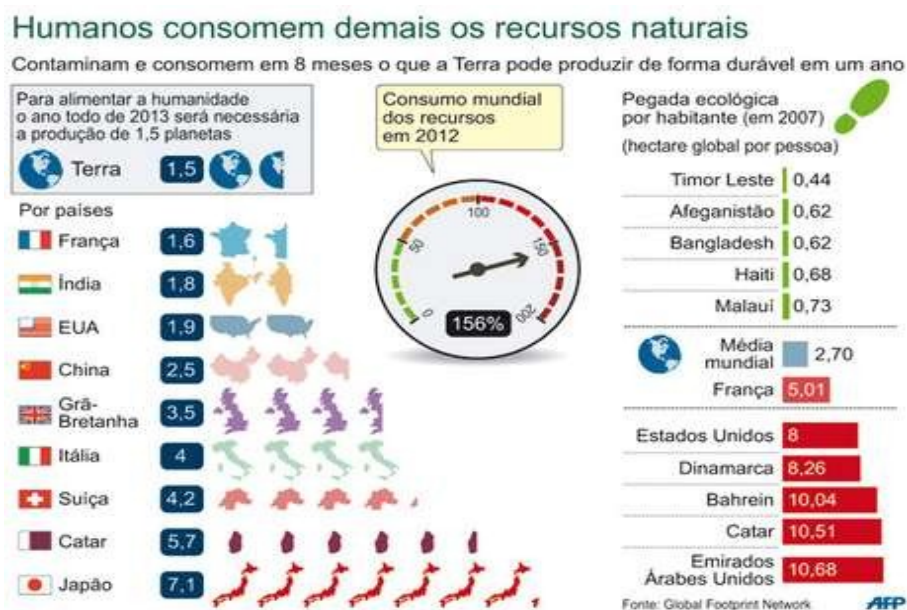 Humanos consomem demais os recursos naturais
Contaminam e consomem em 8 meses o que a Terra pode produzir de forma durável em um ano
Para alimentar a humanidade
o ano todo de 2013 será necessária
a produção de 1,5 planetas
Terra 1,5
Por países
França 1,6
Índia 1,8
EUA 1,9
China 2,5
Grã-
Bretanha 3,5
Itália 4
Suiça 4,2
Catar 5,7
Japão 7,1
Consumo mundial
dos recursos
em 2012
0 50 100 150 200
156%
Pegada ecológica
por habitante (em 2007)
(hectare global por pessoa)
Timor Leste 0,44
Afeganistão 0,62
Bangladesh 0,62
Haiti 0,68
Malauí 0,73
Média
mundial 2,70
França 5,01
Estados Unidos 8
Dinamarca 8,26
Bahrein 10,04
Catar 10,51
Emirados
Árabes Unidos 10,68
Fonte: Global Footprint Network AFP